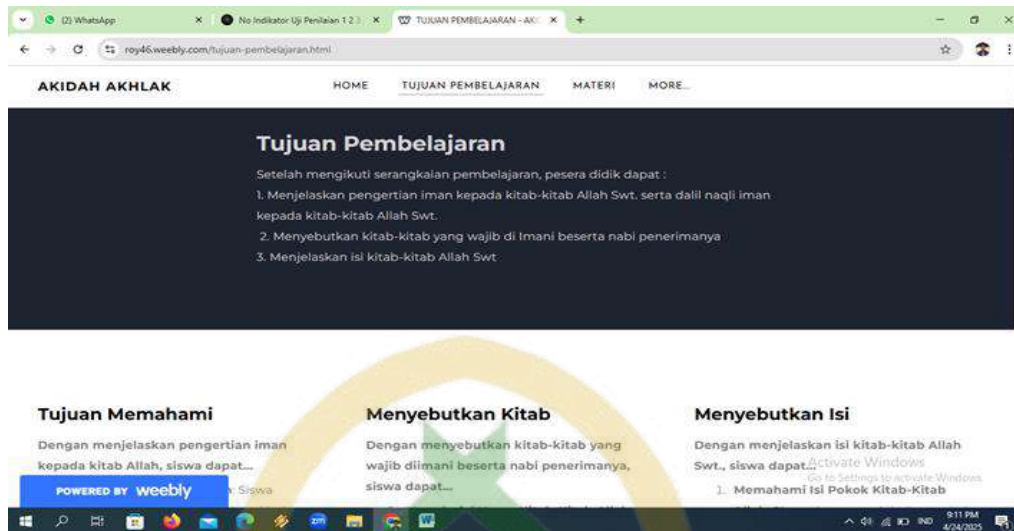 (2) WhatsApp
No Indikator Uji Penilaian 1 2 3
TUJUAN PEMBELAJARAN - AK
roy46.weebly.com/tujuan-pembelajaran.html
AKIDAH AKHLAK
HOME
TUJUAN PEMBELAJARAN
MATERI
MORE...
Tujuan Pembelajaran
Setelah mengikuti serangkaian pembelajaran, pesera didik dapat :
1. Menjelaskan pengertian iman kepada kitab-kitab Allah Swt. serta dalil naqli iman
kepada kitab-kitab Allah Swt.
2. Menyebutkan kitab-kitab yang wajib di Imani beserta nabi penerimanya
3. Menjelaskan isi kitab-kitab Allah Swt
Tujuan Memahami
Dengan menjelaskan pengertian iman
kepada kitab Allah, siswa dapat...
Siswa
POWERED BY weebly
Menyebutkan Kitab
Dengan menyebutkan kitab-kitab yang
wajib diimani beserta nabi penerimanya,
siswa dapat...
Menyebutkan Isi
Dengan menjelaskan isi kitab-kitab Allah
Swt., siswa dapat...
1. Memahami Isi Pokok Kitab-Kitab
Activate Windows
Go to Settings to activate Windows.
IND
9:11 PM
4/24/2025